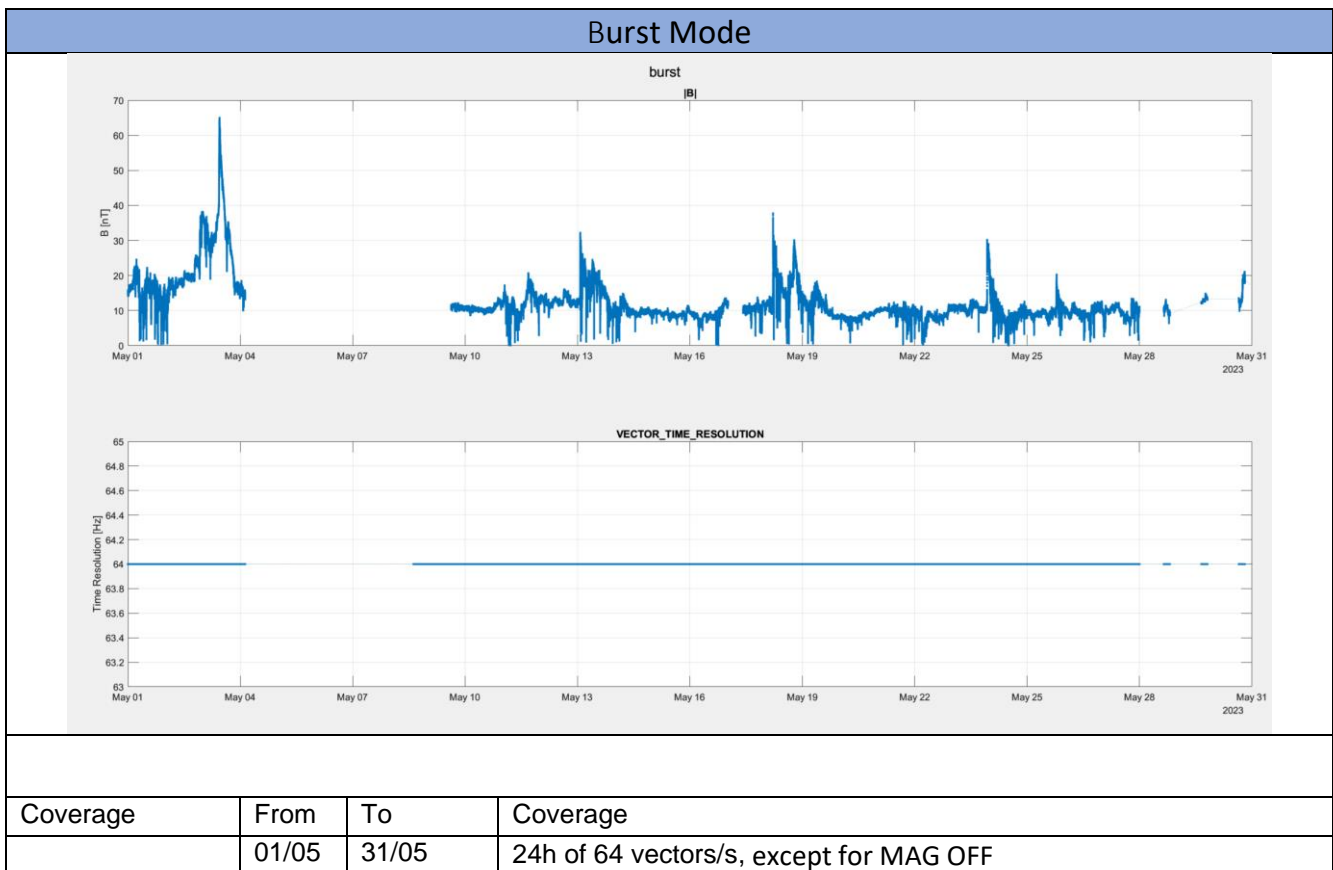 Burst Mode
burst
|B|
70
60
50
40
30
20
10
0
B [nT]
May 01 May 04 May 07 May 10 May 13 May 16 May 19 May 22 May 25 May 28 May 31
2023
VECTOR_TIME_RESOLUTION
65
64.8
64.6
64.4
64.2
64
63.8
63.6
63.4
63.2
63
Time Resolution [Hz]
May 01 May 04 May 07 May 10 May 13 May 16 May 19 May 22 May 25 May 28 May 31
2023
Coverage From To Coverage
01/05 31/05 24h of 64 vectors/s, except for MAG OFF